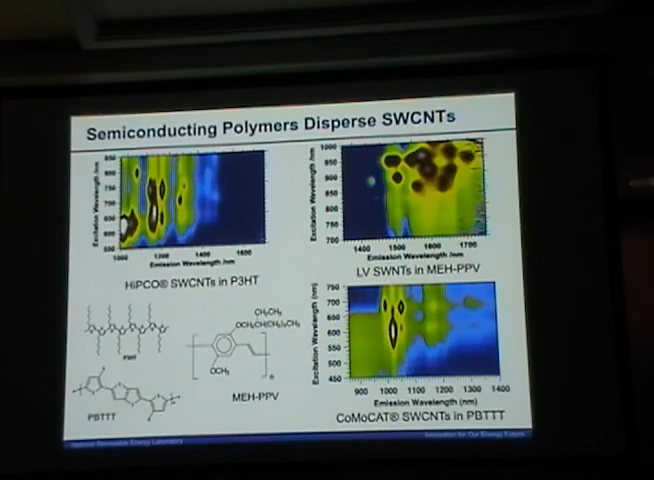 Semiconducting Polymers Disperse SWCNTs
Excitation Wavelength /nm
850
800
750
700
650
600
550
1000 1200 1400 1600
Emission Wavelength /nm
HiPCO® SWCNTs in P3HT
Excitation Wavelength /nm
1000
950
900
850
800
750
700
1400 1500 1600 1700
Emission Wavelength /nm
LV SWNTs in MEH-PPV
P3HT
PBTTT
CH₂CH₃
OCH₂CH(CH₂)₃CH₃
OCH₃
n
MEH-PPV
Excitation Wavelength (nm)
750
700
650
600
550
500
450
900 1000 1100 1200 1300 1400
Emission Wavelength (nm)
CoMoCAT® SWCNTs in PBTTT
National Renewable Energy Laboratory
Innovation for Our Energy Future